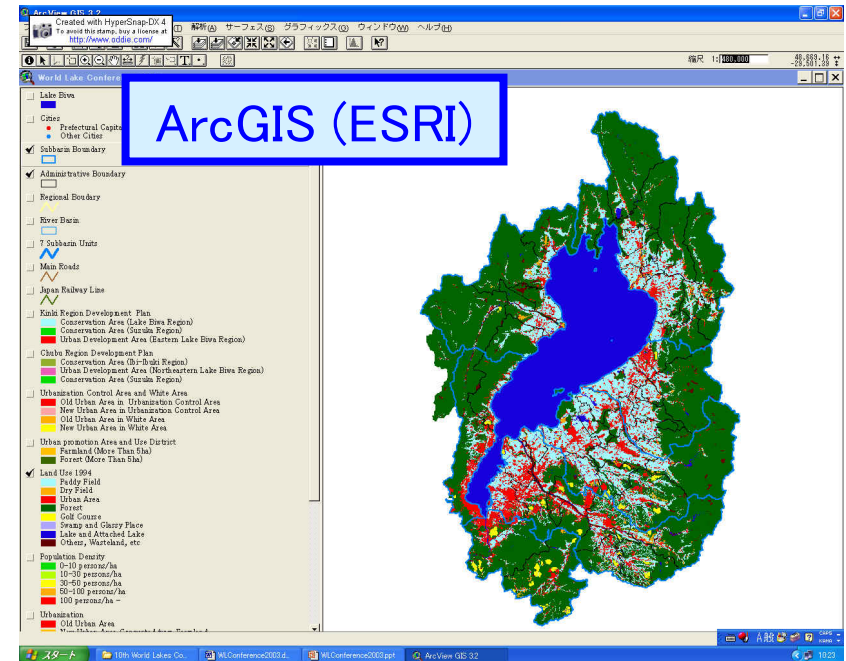 ArcView GIS 3.2
Created with HyperSnap-DX 4
To avoid this stamp, buy a license at
http://www.oddie.com/
解析(A) サーフェス(S) グラフィックス(O) ウィンドウ(W) ヘルプ(H)
縮尺 1:
World Lake Confere
ArcGIS (ESRI)
Lake Biwa
Cities
Prefectural Capita
Other Cities
Subbasin Boundary
Administrative Boundary
Regional Boudary
River Basin
7 Subbasin Units
Main Roads
Japan Railway Line
Kinki Region Development Plan
Conservation Area (Lake Biwa Region)
Conservation Area (Suzuka Region)
Urban Development Area (Eastern Lake Biwa Region)
Chubu Region Development Plan
Conservation Area (Ibi-Ibuki Region)
Urban Development Area (Northeastern Lake Biwa Region)
Conservation Area (Suzuka Region)
Urbanization Control Area and White Area
Old Urban Area in Urbanization Control Area
New Urban Area in Urbanization Control Area
Old Urban Area in White Area
New Urban Area in White Area
Urban promotion Area and Use District
Farmland (More Than 5ha)
Forest (More Than 5ha)
Land Use 1994
Paddy Field
Dry Field
Urban Area
Forest
Golf Course
Swamp and Glassy Place
Lake and Attached Lake
Others, Wasteland, etc
Population Density
0-10 persons/ha
10-30 persons/ha
30-50 persons/ha
50-100 persons/ha
100 persons/ha -
Urbanization
Old Urban Area
A 般
CAPS
KANA
スタート
10th World Lakes Co...
WLConference2003.d...
WLConference2003.ppt
ArcView GIS 3.2
10:23